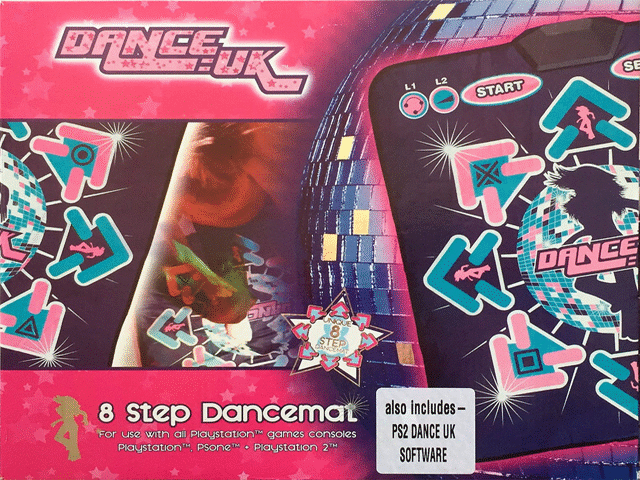 DANCE:UK
L1
L2
START
SE
DANCE
UNIQUE
8
STEP
DANCEMAT
8 Step Dancemat
For use with all Playstation™ games consoles
Playstation™, PSone™ + Playstation 2™
also includes –
PS2 DANCE UK
SOFTWARE